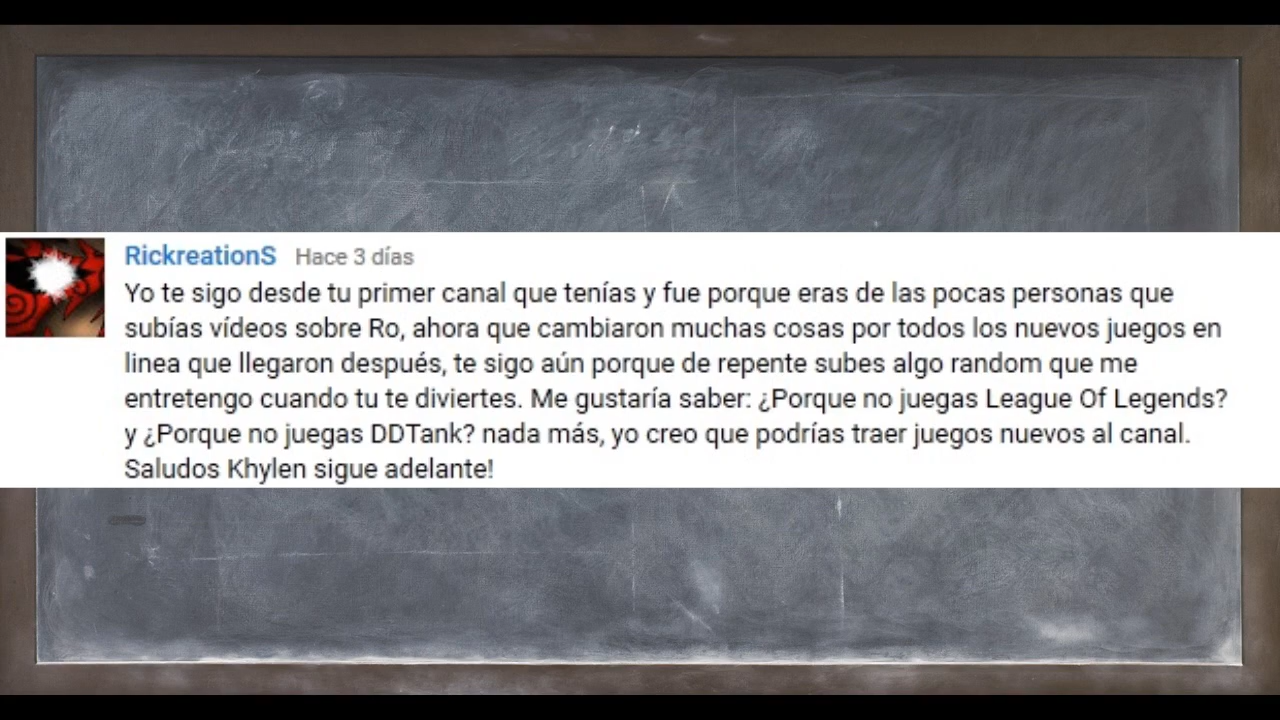 RickreationS Hace 3 días
Yo te sigo desde tu primer canal que tenías y fue porque eras de las pocas personas que
subías vídeos sobre Ro, ahora que cambiaron muchas cosas por todos los nuevos juegos en
linea que llegaron después, te sigo aún porque de repente subes algo random que me
entretengo cuando tu te diviertes. Me gustaría saber: ¿Porque no juegas League Of Legends?
y ¿Porque no juegas DDTank? nada más, yo creo que podrías traer juegos nuevos al canal.
Saludos Khylen sigue adelante!